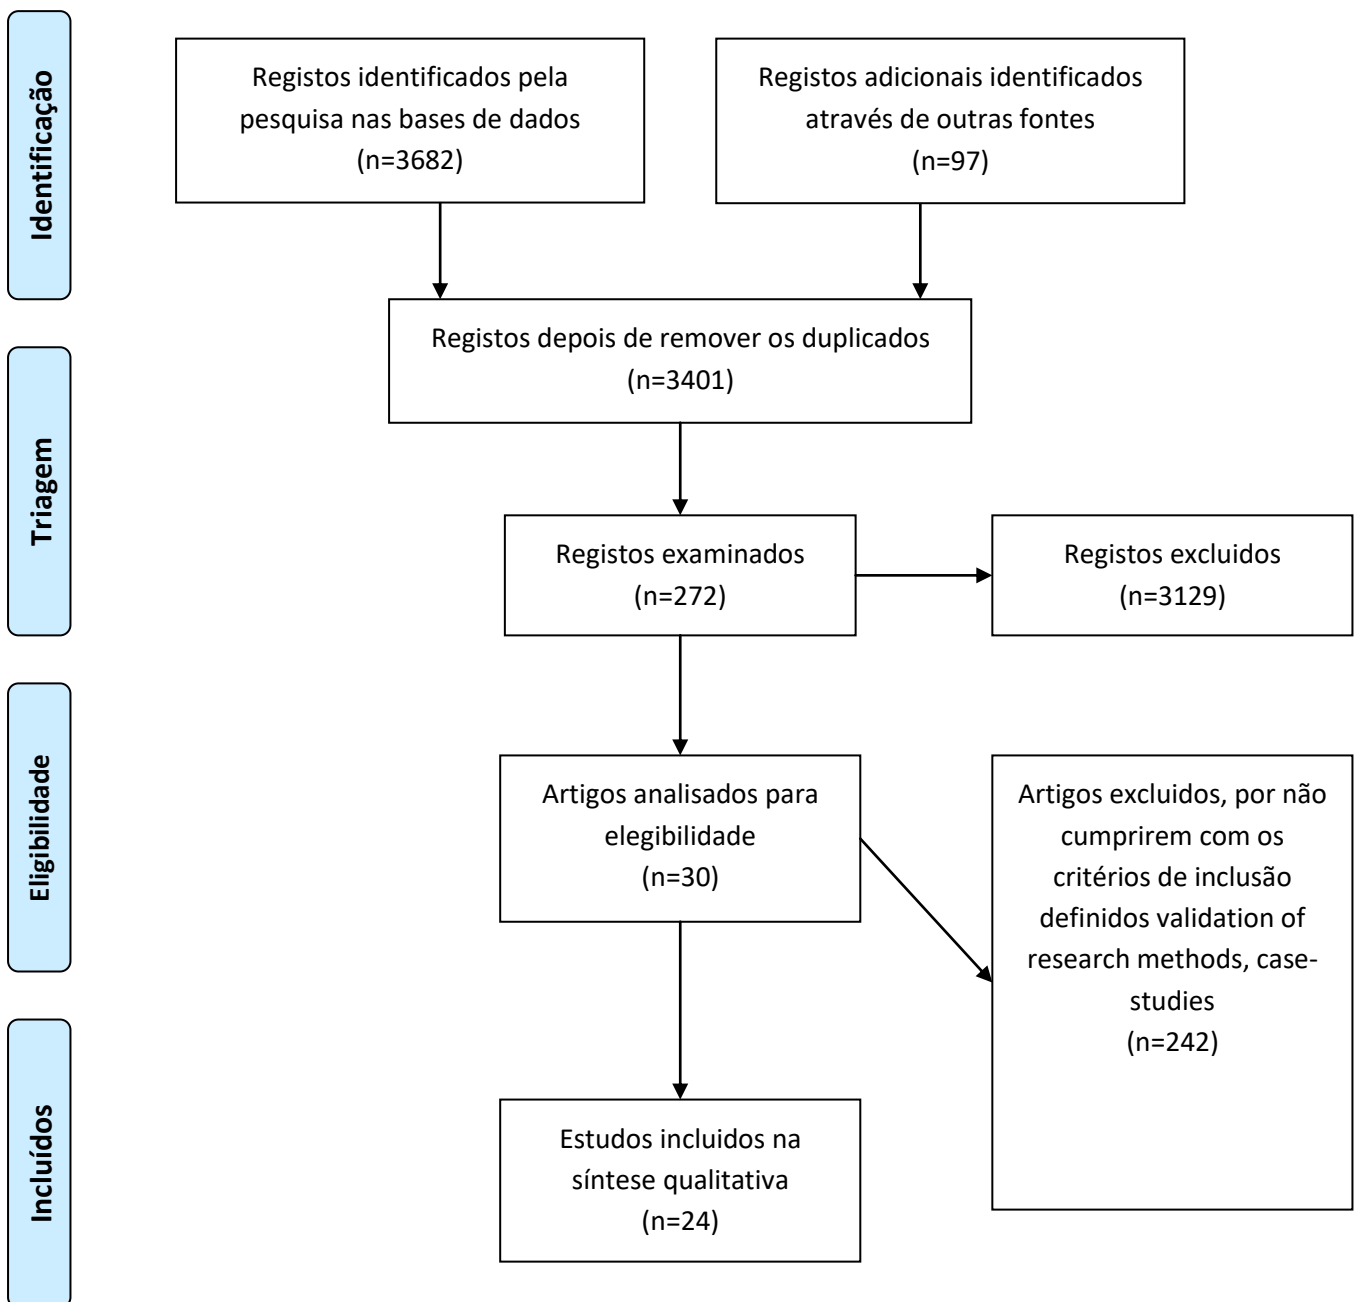 Identificação
Registos identificados pela
pesquisa nas bases de dados
(n=3682)
Registos adicionais identificados
através de outras fontes
(n=97)
Registos depois de remover os duplicados
(n=3401)
Triagem
Registos examinados
(n=272)
Registos excluidos
(n=3129)
Eligibilidade
Artigos analisados para
elegibilidade
(n=30)
Artigos excluidos, por não
cumprirem com os
critérios de inclusão
definidos validation of
research methods, case-
studies
(n=242)
Incluídos
Estudos incluidos na
síntese qualitativa
(n=24)